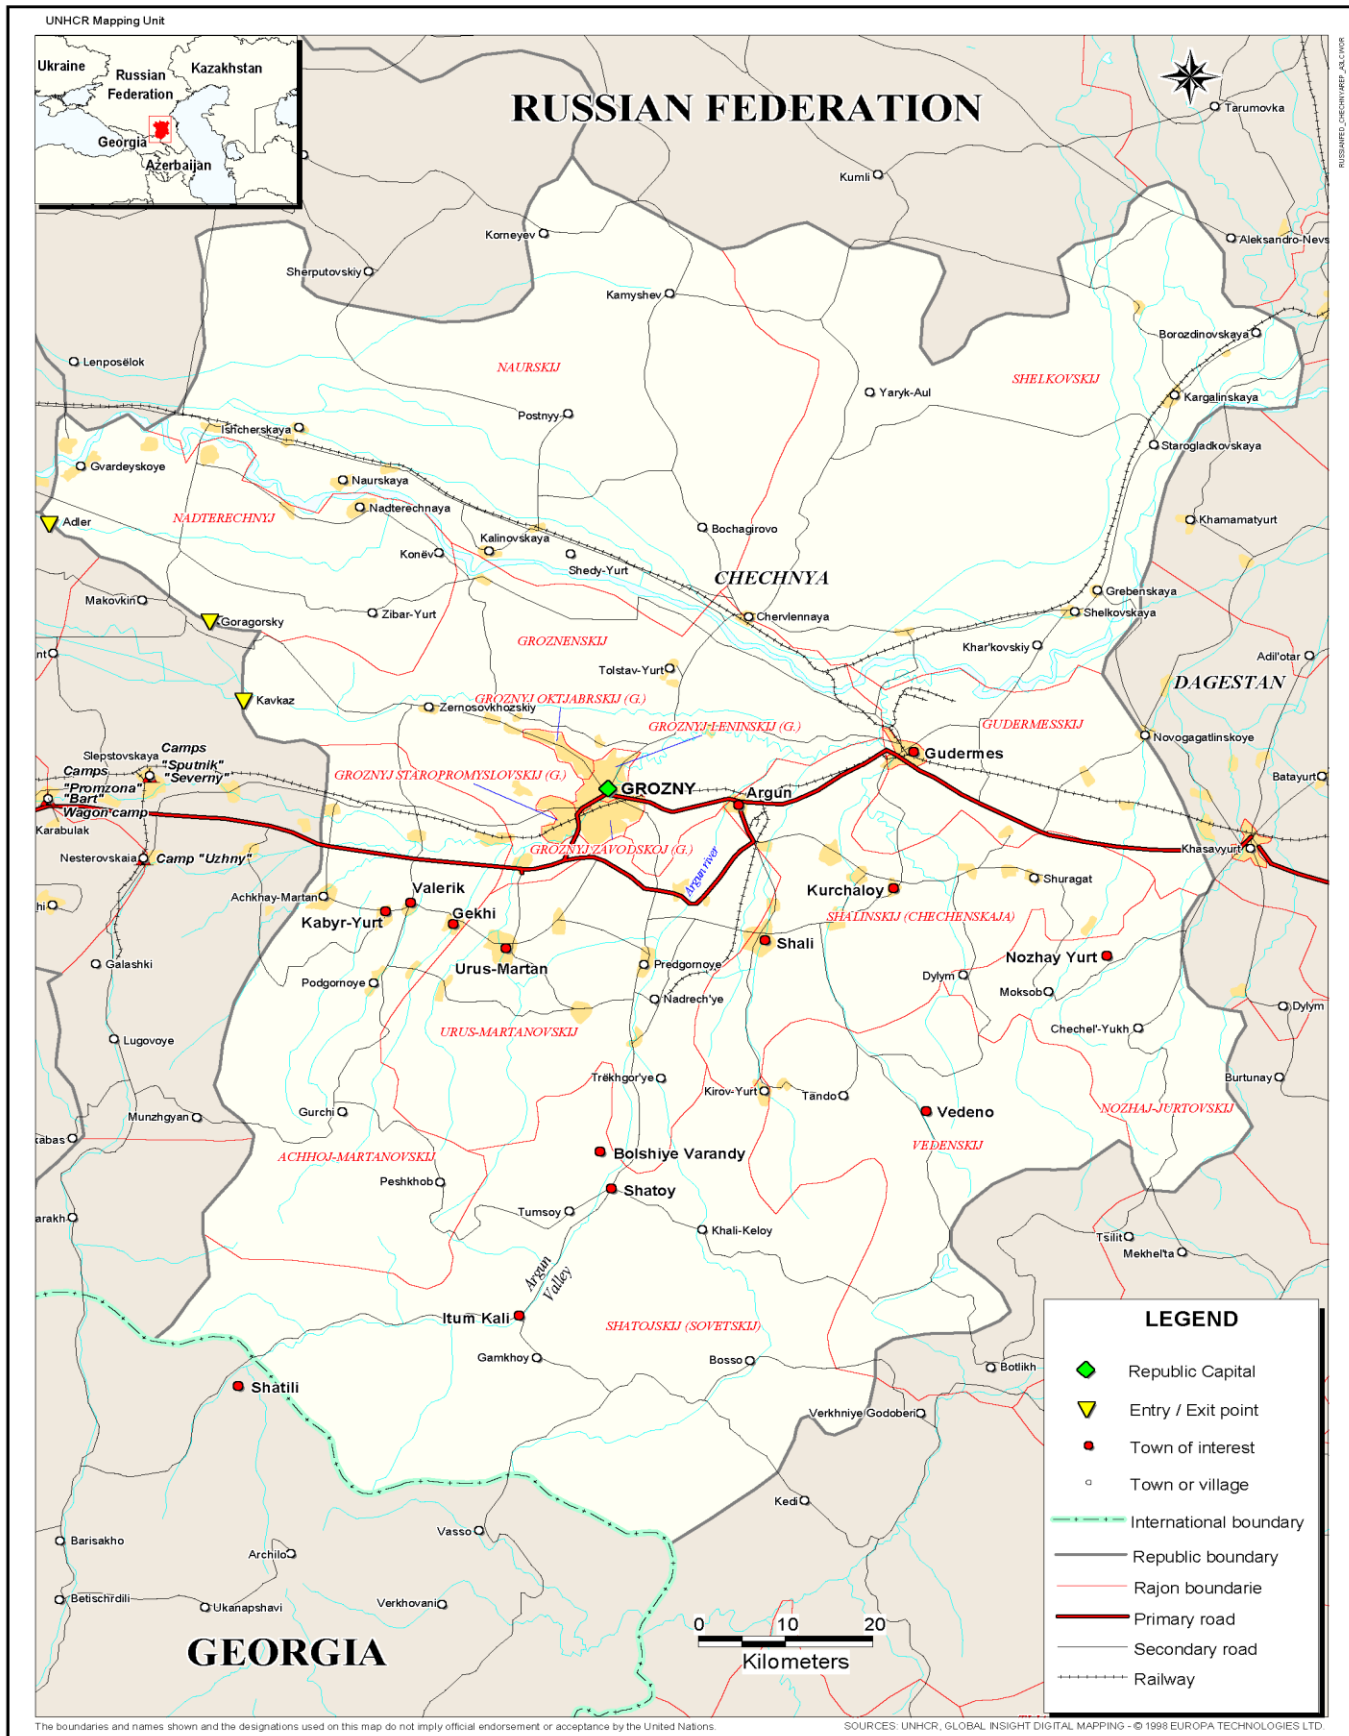 UNHCR Mapping Unit
Ukraine
Russian
Federation
Kazakhstan
Georgia
Azerbaijan
RUSSIAN FEDERATION
Tarumovka
Kumli
Korneyev
Aleksandro-Nevs
Sherputovskiy
Kamyshev
Borozdinovskaya
Lenposëlok
NAURSKIJ
SHELKOVSKIJ
Yaryk-Aul
Kargalinskaya
Postnyy
Ishcherskaya
Starogladkovskaya
Gvardeyskoye
Naurskaya
Nadterechnaya
NADTERECHNYJ
Adler
Khamamatyurt
Bochagirovo
Kalinovskaya
Konëv
Shedy-Yurt
CHECHNYA
Grebenskaya
Makovkin
Zibar-Yurt
Chervlennaya
Shelkovskaya
Goragorsky
GROZNENSKIJ
Khar'kovskiy
nt
Tolstav-Yurt
Adil'otar
DAGESTAN
Kavkaz
GROZNYJ OKTJABRSKIJ (G.)
Zernosovkhozskiy
GROZNYJ-LENINSKIJ (G.)
GUDERMESSKIJ
Novogagatlinskoye
Slepstovskaya
Camps
"Sputnik"
"Severny"
Gudermes
Camps
"Promzona"
"Bart"
Wagon camp
GROZNYJ STAROPROMYSLOVSKIJ (G.)
Batayurt
GROZNY
Argun
Karabulak
Nesterovskaia
Camp "Uzhny"
GROZNYJ ZAVODSKOJ (G.)
Argun river
Khasavyurt
Shuragat
Achkhay-Martan
Valerik
Kurchaloy
hi
Kabyr-Yurt
Gekhi
SHALINSKIJ (CHECHENSKAJA)
Shali
Galashki
Urus-Martan
Predgornoye
Nozhay Yurt
Podgornoye
Dylym
Moksob
Nadrech'ye
Dylym
URUS-MARTANOVSKIJ
Chechel'-Yukh
Lugovoye
Trëkhgor'ye
Kirov-Yurt
Tando
Burtunay
Munzhgyan
Gurchi
Vedeno
NOZHAJ-JURTOVSKIJ
kabas
VEDENSKIJ
ACHHOJ-MARTANOVSKIJ
Bolshiye Varandy
Peshkhob
Shatoy
arakh
Tumsoy
Khali-Keloy
Tsilit
Mekhel'ta
Argun
Valley
Itum Kali
SHATOJSKIJ (SOVETSKIJ)
Gamkhoy
Bosso
Botlikh
Shatili
Verkhniye Godoberi
Kedi
Vasso
Barisakho
Archilo
Betischrdili
Ukanapshavi
Verkhovani
GEORGIA
0 10 20
Kilometers
LEGEND
Republic Capital
Entry / Exit point
Town of interest
Town or village
International boundary
Republic boundary
Rajon boundarie
Primary road
Secondary road
Railway
The boundaries and names shown and the designations used on this map do not imply official endorsement or acceptance by the United Nations.
SOURCES: UNHCR, GLOBAL INSIGHT DIGITAL MAPPING - © 1998 EUROPA TECHNOLOGIES LTD.